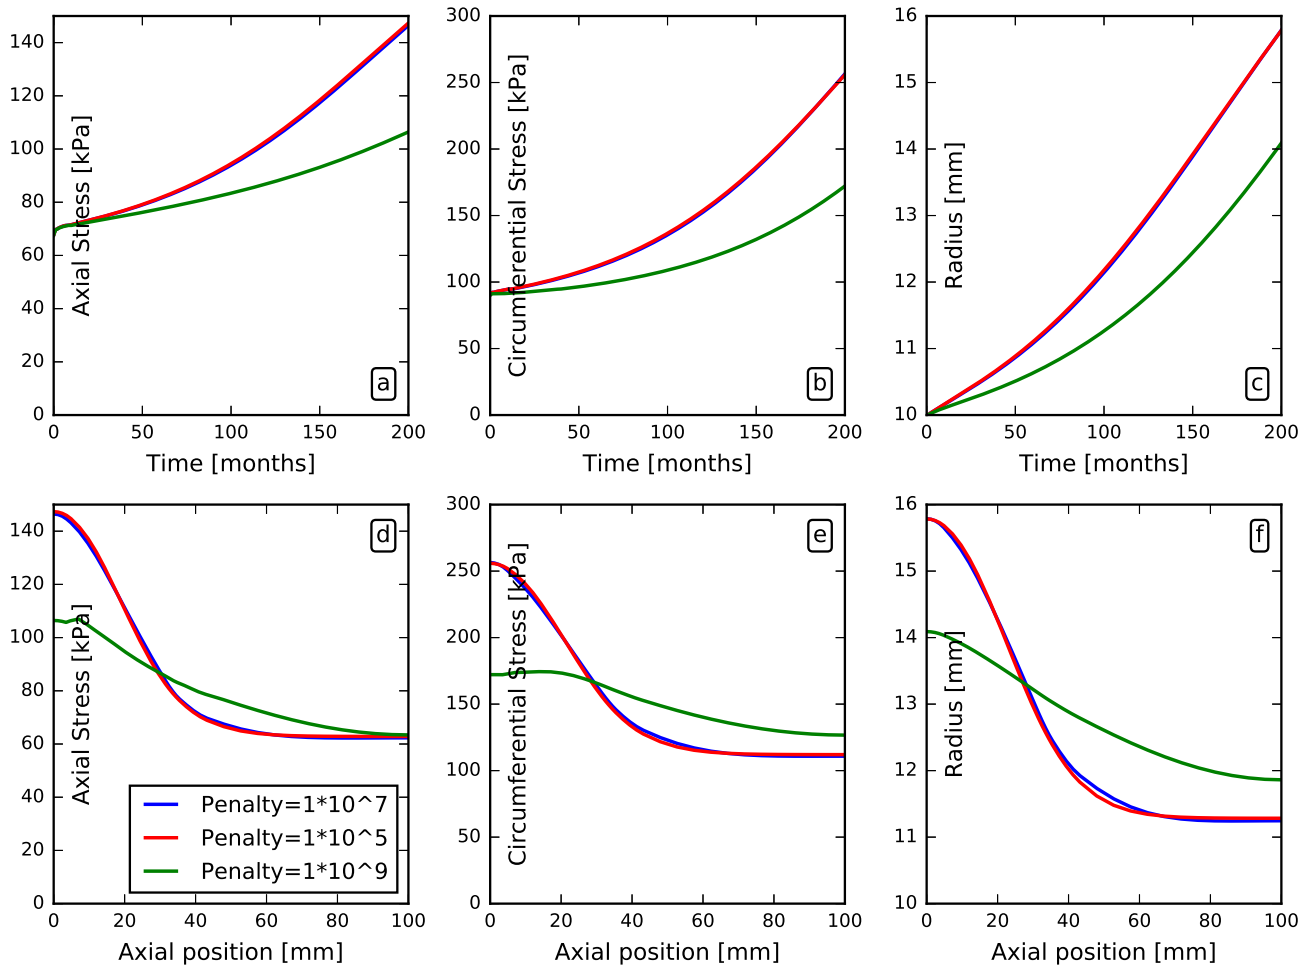 Axial Stress [kPa]
140
120
100
80
60
40
20
0
0 50 100 150 200
Time [months]
a
Circumferential Stress [kPa]
300
250
200
150
100
50
0
0 50 100 150 200
Time [months]
b
Radius [mm]
16
15
14
13
12
11
10
0 50 100 150 200
Time [months]
c
Axial Stress [kPa]
140
120
100
80
60
40
20
0
0 20 40 60 80 100
Axial position [mm]
d
Penalty=1*10^7
Penalty=1*10^5
Penalty=1*10^9
Circumferential Stress [kPa]
300
250
200
150
100
50
0
0 20 40 60 80 100
Axial position [mm]
e
Radius [mm]
16
15
14
13
12
11
10
0 20 40 60 80 100
Axial position [mm]
f